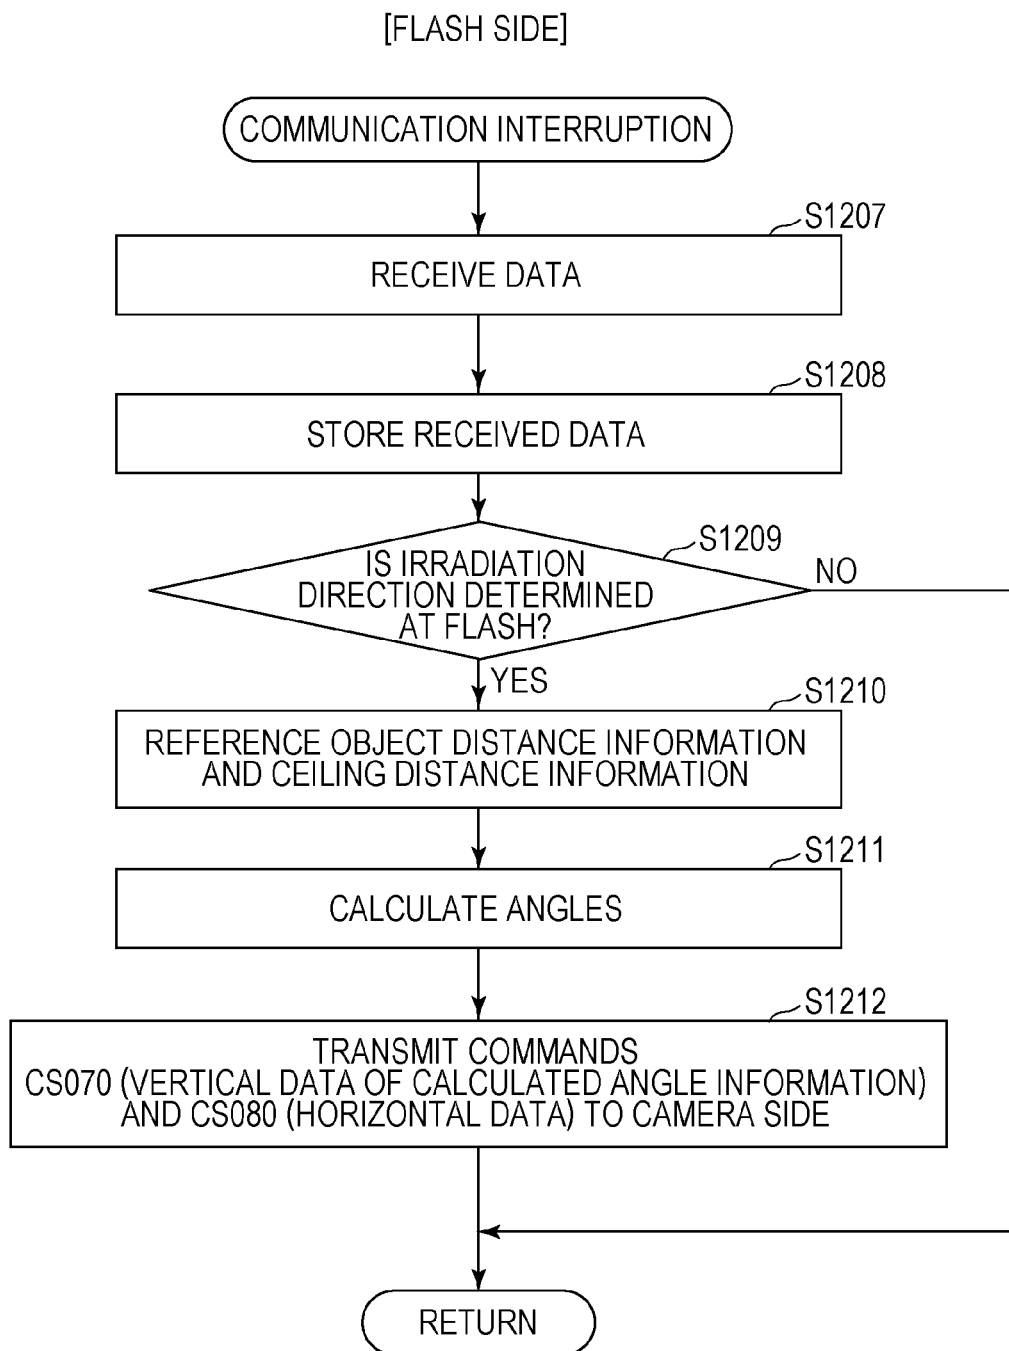 [FLASH SIDE]
COMMUNICATION INTERRUPTION
S1207
RECEIVE DATA
S1208
STORE RECEIVED DATA
S1209
IS IRRADIATION
DIRECTION DETERMINED
AT FLASH?
NO
YES
S1210
REFERENCE OBJECT DISTANCE INFORMATION
AND CEILING DISTANCE INFORMATION
S1211
CALCULATE ANGLES
S1212
TRANSMIT COMMANDS
CS070 (VERTICAL DATA OF CALCULATED ANGLE INFORMATION)
AND CS080 (HORIZONTAL DATA) TO CAMERA SIDE
RETURN